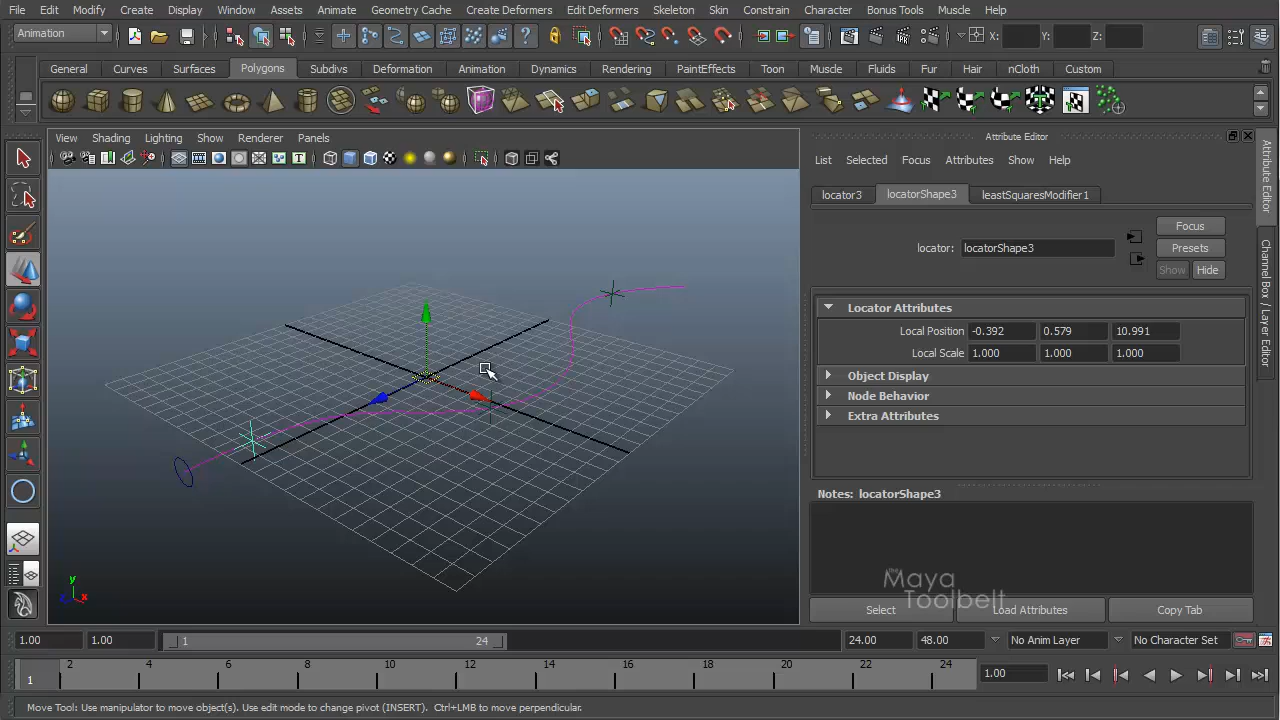 File Edit Modify Create Display Window Assets Animate Geometry Cache Create Deformers Edit Deformers Skeleton Skin Constrain Character Bonus Tools Muscle Help
Animation X: Y: Z:
General Curves Surfaces Polygons Subdivs Deformation Animation Dynamics Rendering PaintEffects Toon Muscle Fluids Fur Hair nCloth Custom
View Shading Lighting Show Renderer Panels
Attribute Editor
List Selected Focus Attributes Show Help
locator3 locatorShape3 leastSquaresModifier1
Focus
locator: locatorShape3 Presets
Show Hide
Locator Attributes
Local Position -0.392 0.579 10.991
Local Scale 1.000 1.000 1.000
Object Display
Node Behavior
Extra Attributes
Notes: locatorShape3
the
Maya
Toolbelt
Select Load Attributes Copy Tab
Attribute Editor
Channel Box / Layer Editor
y
x
1.00 1.00 1 24 24.00 48.00 No Anim Layer No Character Set
2 4 6 8 10 12 14 16 18 20 22 24
1 1.00
Move Tool: Use manipulator to move object(s). Use edit mode to change pivot (INSERT). Ctrl+LMB to move perpendicular.